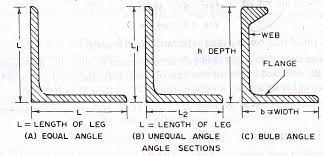 L
L
L = LENGTH OF LEG
(A) EQUAL ANGLE
L1
L2
L = LENGTH OF LEG
(B) UNEQUAL ANGLE
ANGLE SECTIONS
h DEPTH
WEB
FLANGE
b = WIDTH
(C) BULB ANGLE